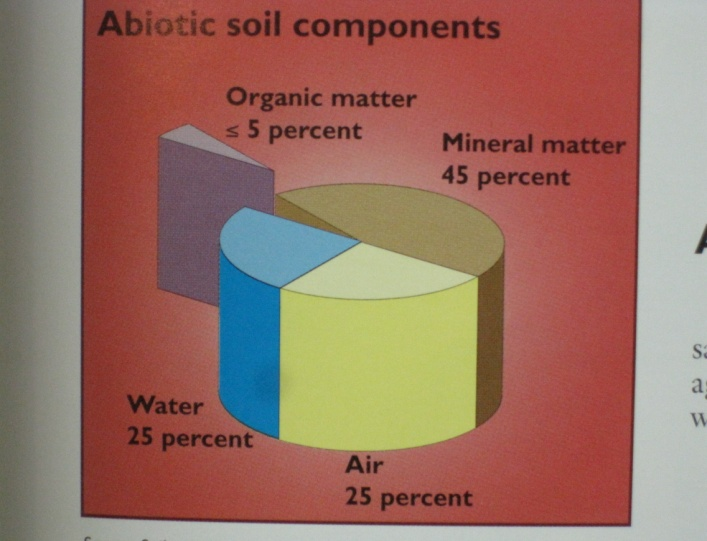 Abiotic soil components
Organic matter
≤ 5 percent
Mineral matter
45 percent
Water
25 percent
Air
25 percent